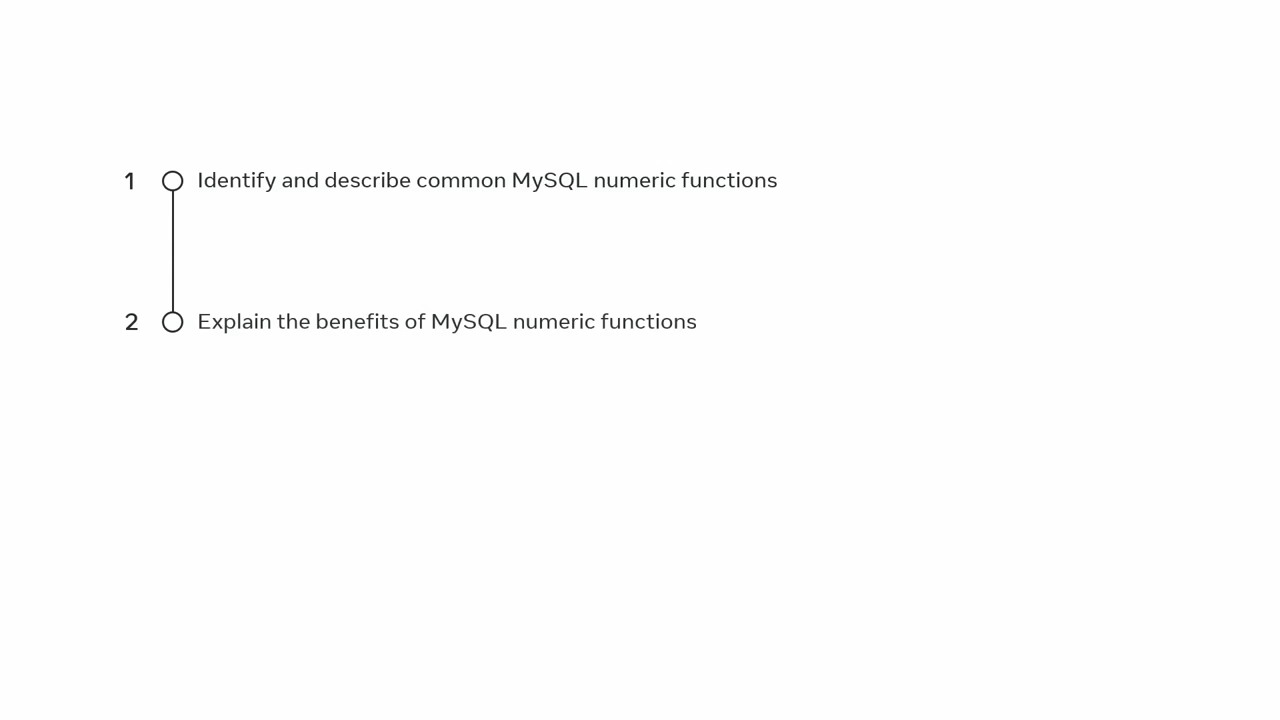 1 Identify and describe common MySQL numeric functions
2 Explain the benefits of MySQL numeric functions